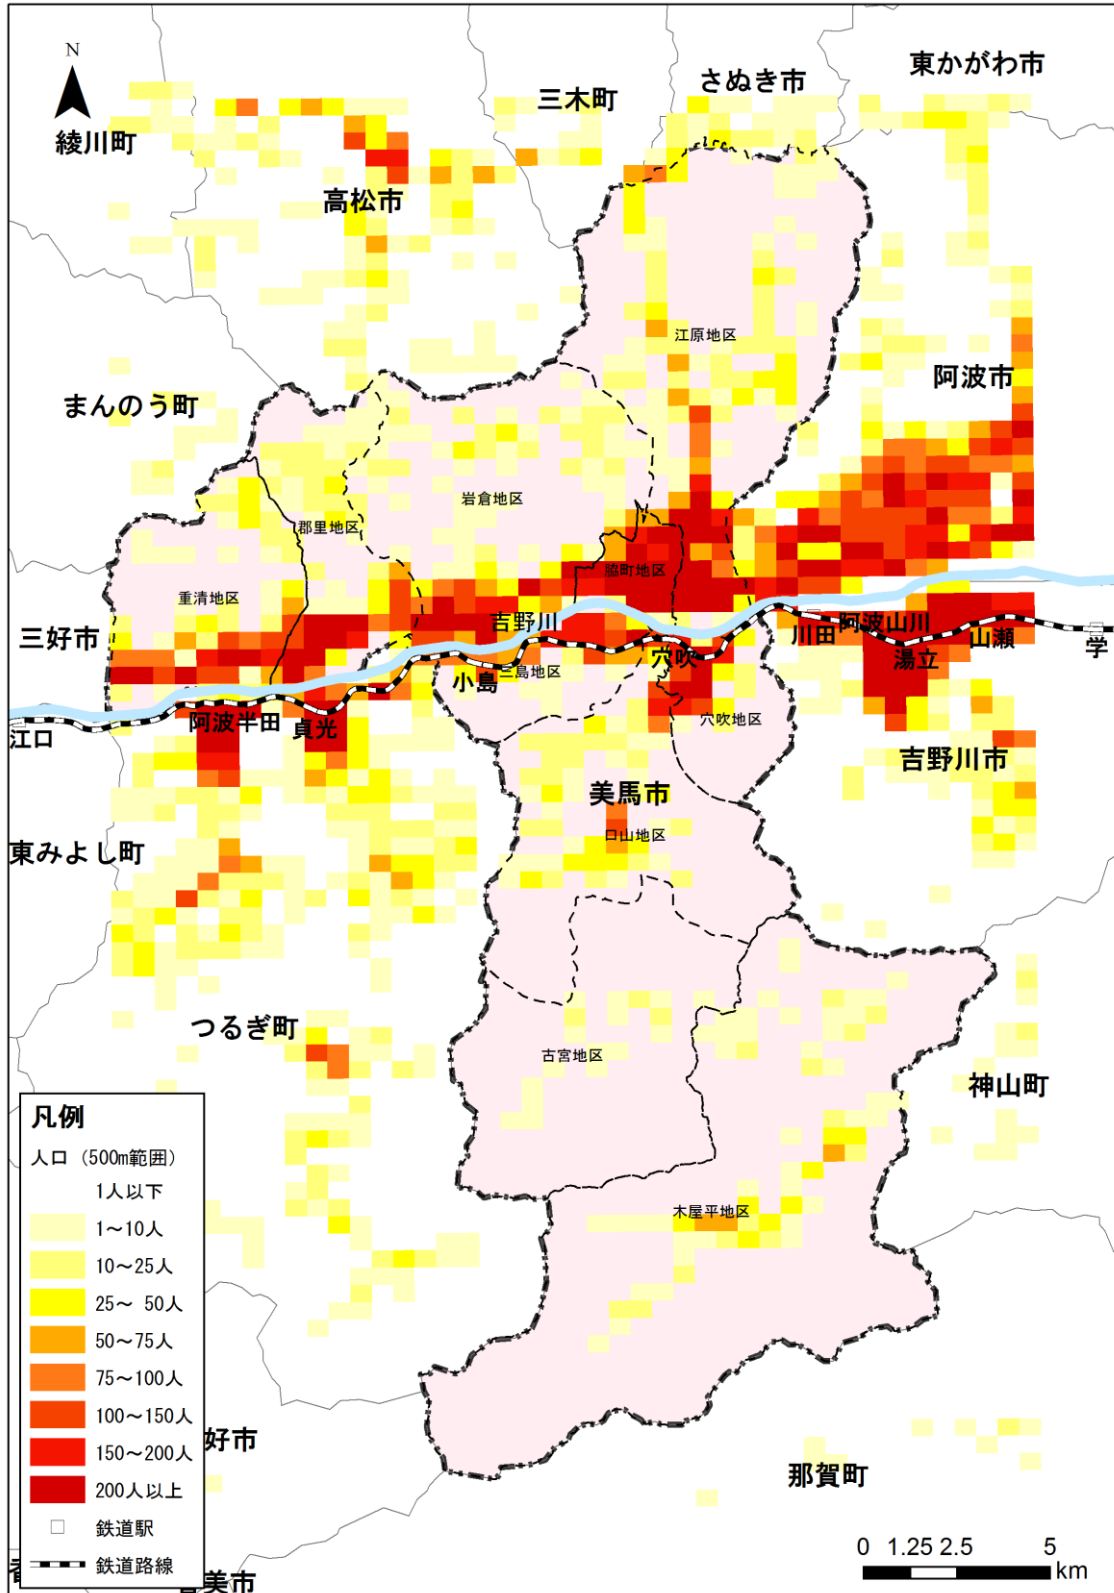 N
東かがわ市
さぬき市
三木町
綾川町
高松市
江原地区
阿波市
まんのう町
岩倉地区
郡里地区
脇町地区
重清地区
吉野川
三好市
川田
阿波山川
山瀬
学
湯立
穴吹
三島地区
小島
穴吹地区
阿波半田
貞光
江口
吉野川市
美馬市
口山地区
東みよし町
つるぎ町
古宮地区
神山町
木屋平地区
凡例
人口 (500m範囲)
1人以下
1~10人
10~25人
25~ 50人
50~75人
75~100人
100~150人
150~200人
200人以上
鉄道駅
鉄道路線
好市
美市
那賀町
0 1.25 2.5 5
km